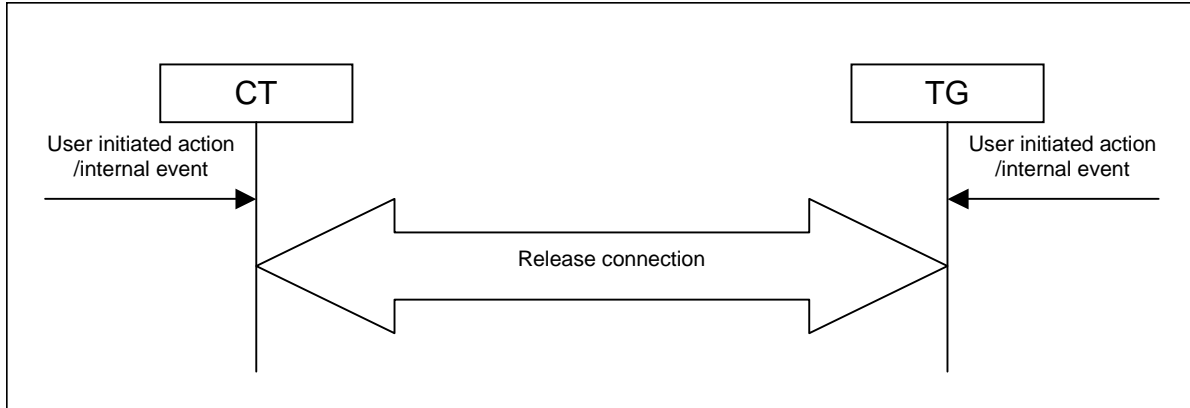 CT
TG
User initiated action
/internal event
User initiated action
/internal event
Release connection